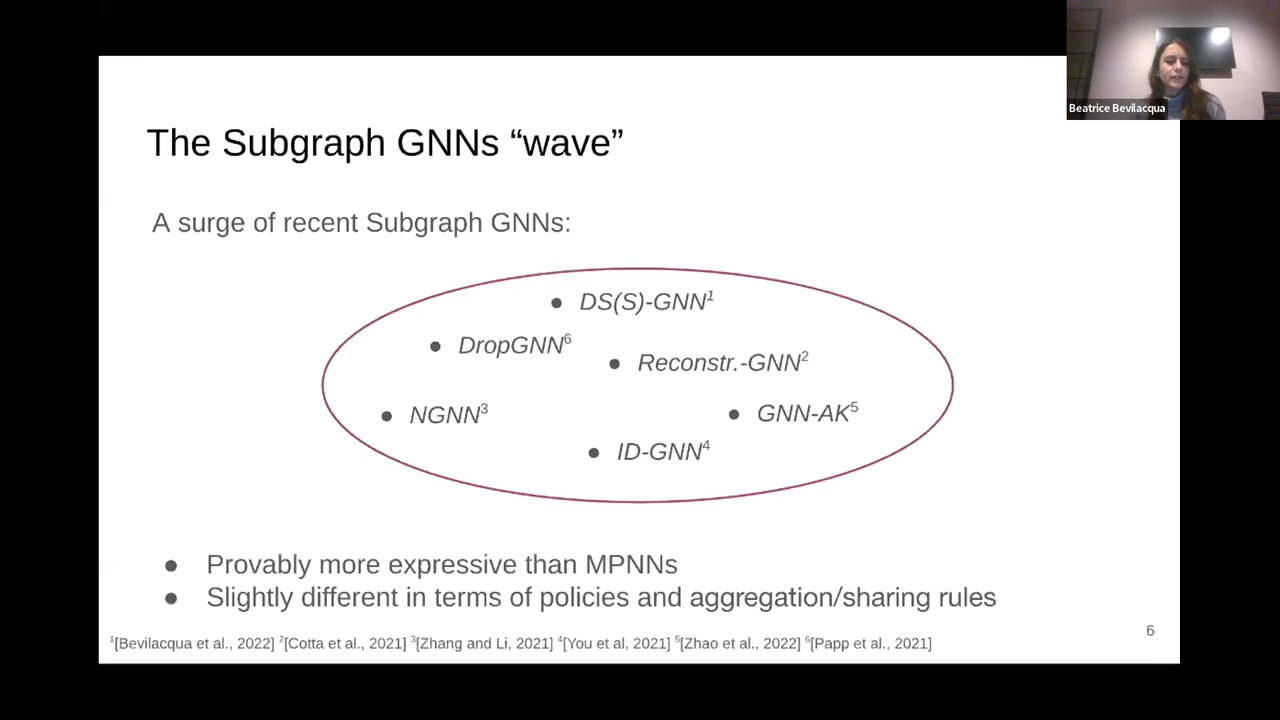 Beatrice Bevilacqua
The Subgraph GNNs “wave”
A surge of recent Subgraph GNNs:
● DS(S)-GNN¹
● DropGNN⁶
● Reconstr.-GNN²
● NGNN³
● GNN-AK⁵
● ID-GNN⁴
● Provably more expressive than MPNNs
● Slightly different in terms of policies and aggregation/sharing rules
6
¹[Bevilacqua et al., 2022] ²[Cotta et al., 2021] ³[Zhang and Li, 2021] ⁴[You et al, 2021] ⁵[Zhao et al., 2022] ⁶[Papp et al., 2021]